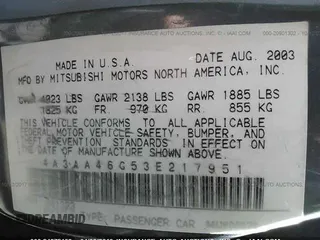 MADE IN U.S.A. DATE AUG. 2003
MFD BY MITSUBISHI MOTORS NORTH AMERICA, INC.
GVWR 4023 LBS GAWR 2138 LBS GAWR 1885 LBS
1825 KG FR. 970 KG RR. 855 KG
THIS VEHICLE CONFORMS TO ALL APPLICABLE
FEDERAL MOTOR VEHICLE SAFETY, BUMPER, AND
THEFT PREVENTION STANDARDS IN EFFECT ON
THE DATE OF MANUFACTURE SHOWN ABOVE.
4A3AA46G53E217951
TYPE: PASSENGER CAR